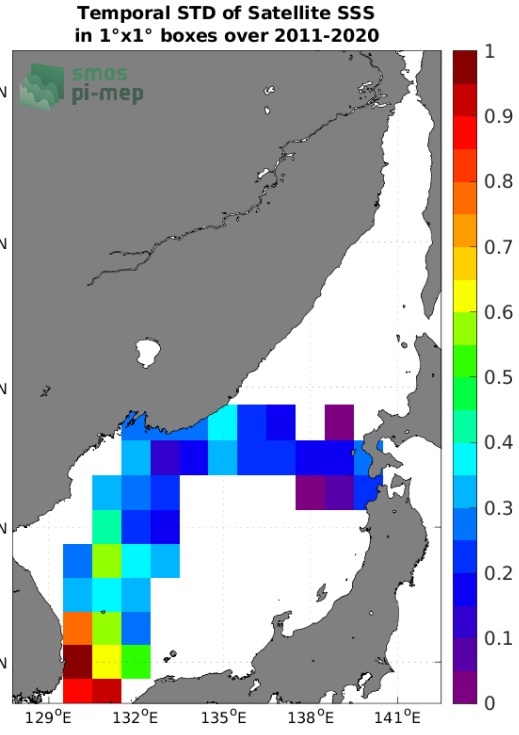 Temporal STD of Satellite SSS
in 1°x1° boxes over 2011-2020
smos
pi-mep
N
N
N
N
N
1
0.9
0.8
0.7
0.6
0.5
0.4
0.3
0.2
0.1
0
129°E 132°E 135°E 138°E 141°E